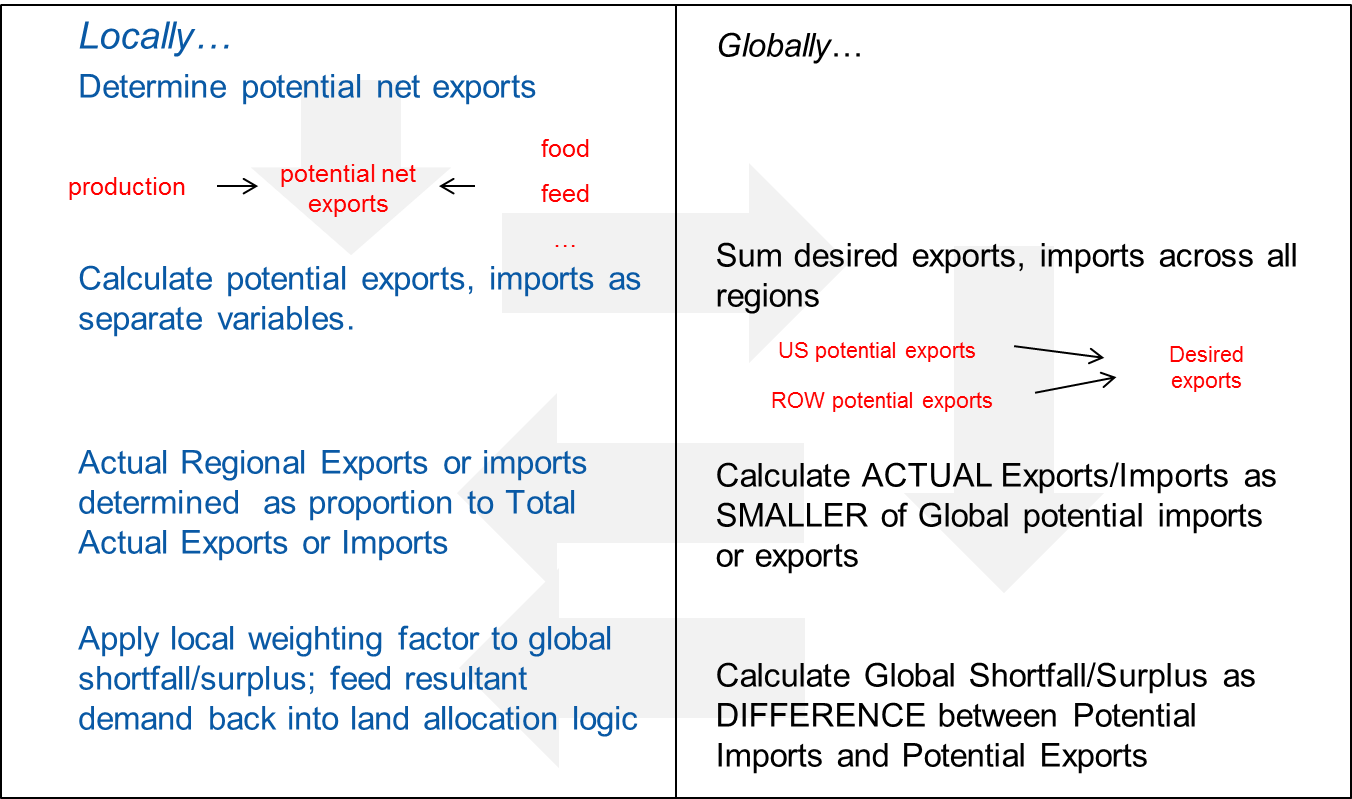 Locally…
Determine potential net exports
production
potential net
exports
food
feed
…
Calculate potential exports, imports as
separate variables.
Actual Regional Exports or imports
determined as proportion to Total
Actual Exports or Imports
Apply local weighting factor to global
shortfall/surplus; feed resultant
demand back into land allocation logic
Globally…
Sum desired exports, imports across all
regions
US potential exports
ROW potential exports
Desired
exports
Calculate ACTUAL Exports/Imports as
SMALLER of Global potential imports
or exports
Calculate Global Shortfall/Surplus as
DIFFERENCE between Potential
Imports and Potential Exports